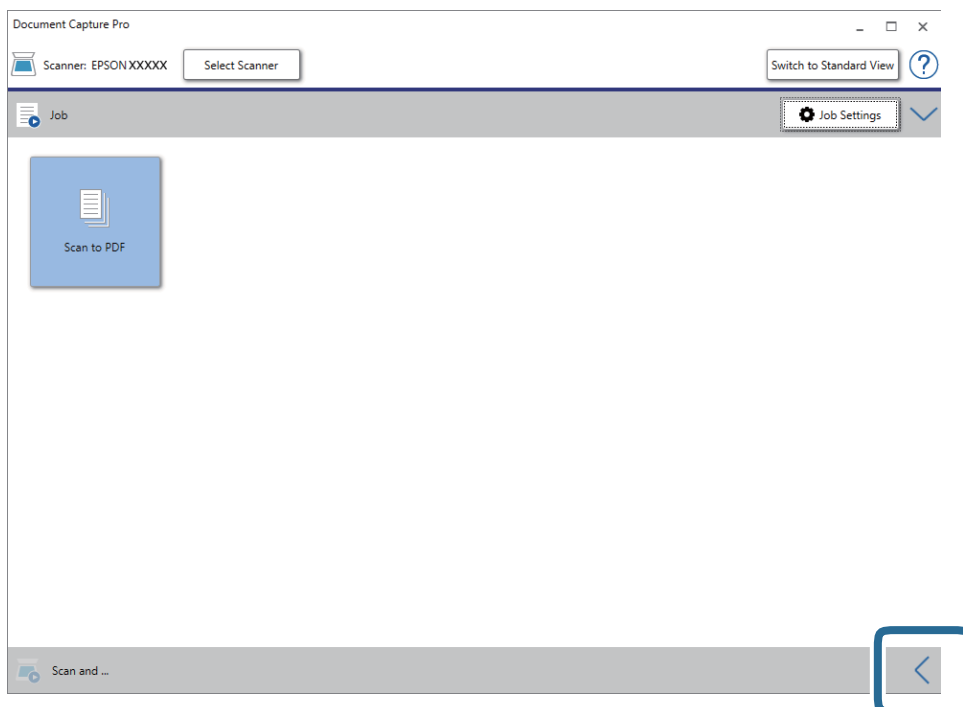 Document Capture Pro
Scanner: EPSON XXXXX Select Scanner Switch to Standard View ?
Job Job Settings
Scan to PDF
Scan and ...